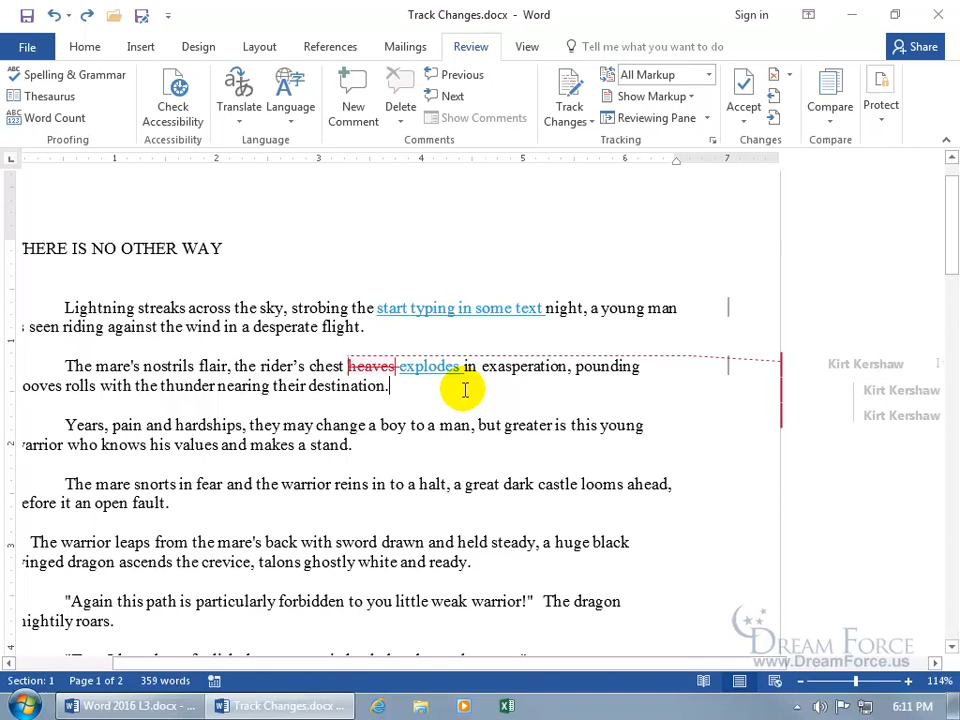 Track Changes.docx - Word
Sign in
File Home Insert Design Layout References Mailings Review View Tell me what you want to do Share
Spelling & Grammar
Thesaurus
Word Count
Proofing
Check Accessibility
Accessibility
Translate Language
Language
New Comment
Delete
Previous
Next
Show Comments
Comments
Track Changes
All Markup
Show Markup
Reviewing Pane
Tracking
Accept
Changes
Compare
Compare
Protect
1 2 3 4 5 6 7
HERE IS NO OTHER WAY
Lightning streaks across the sky, strobing the start typing in some text night, a young man
s seen riding against the wind in a desperate flight.
The mare's nostrils flair, the rider’s chest heaves explodes in exasperation, pounding
ooves rolls with the thunder nearing their destination.
Kirt Kershaw
Kirt Kershaw
Kirt Kershaw
Years, pain and hardships, they may change a boy to a man, but greater is this young
arrior who knows his values and makes a stand.
The mare snorts in fear and the warrior reins in to a halt, a great dark castle looms ahead,
efore it an open fault.
The warrior leaps from the mare's back with sword drawn and held steady, a huge black
inged dragon ascends the crevice, talons ghostly white and ready.
"Again this path is particularly forbidden to you little weak warrior!" The dragon
ightily roars.
DREAM FORCE
www.DreamForce.us
Section: 1 Page 1 of 2 359 words 114%
Word 2016 L3.docx - ... Track Changes.docx ... 6:11 PM